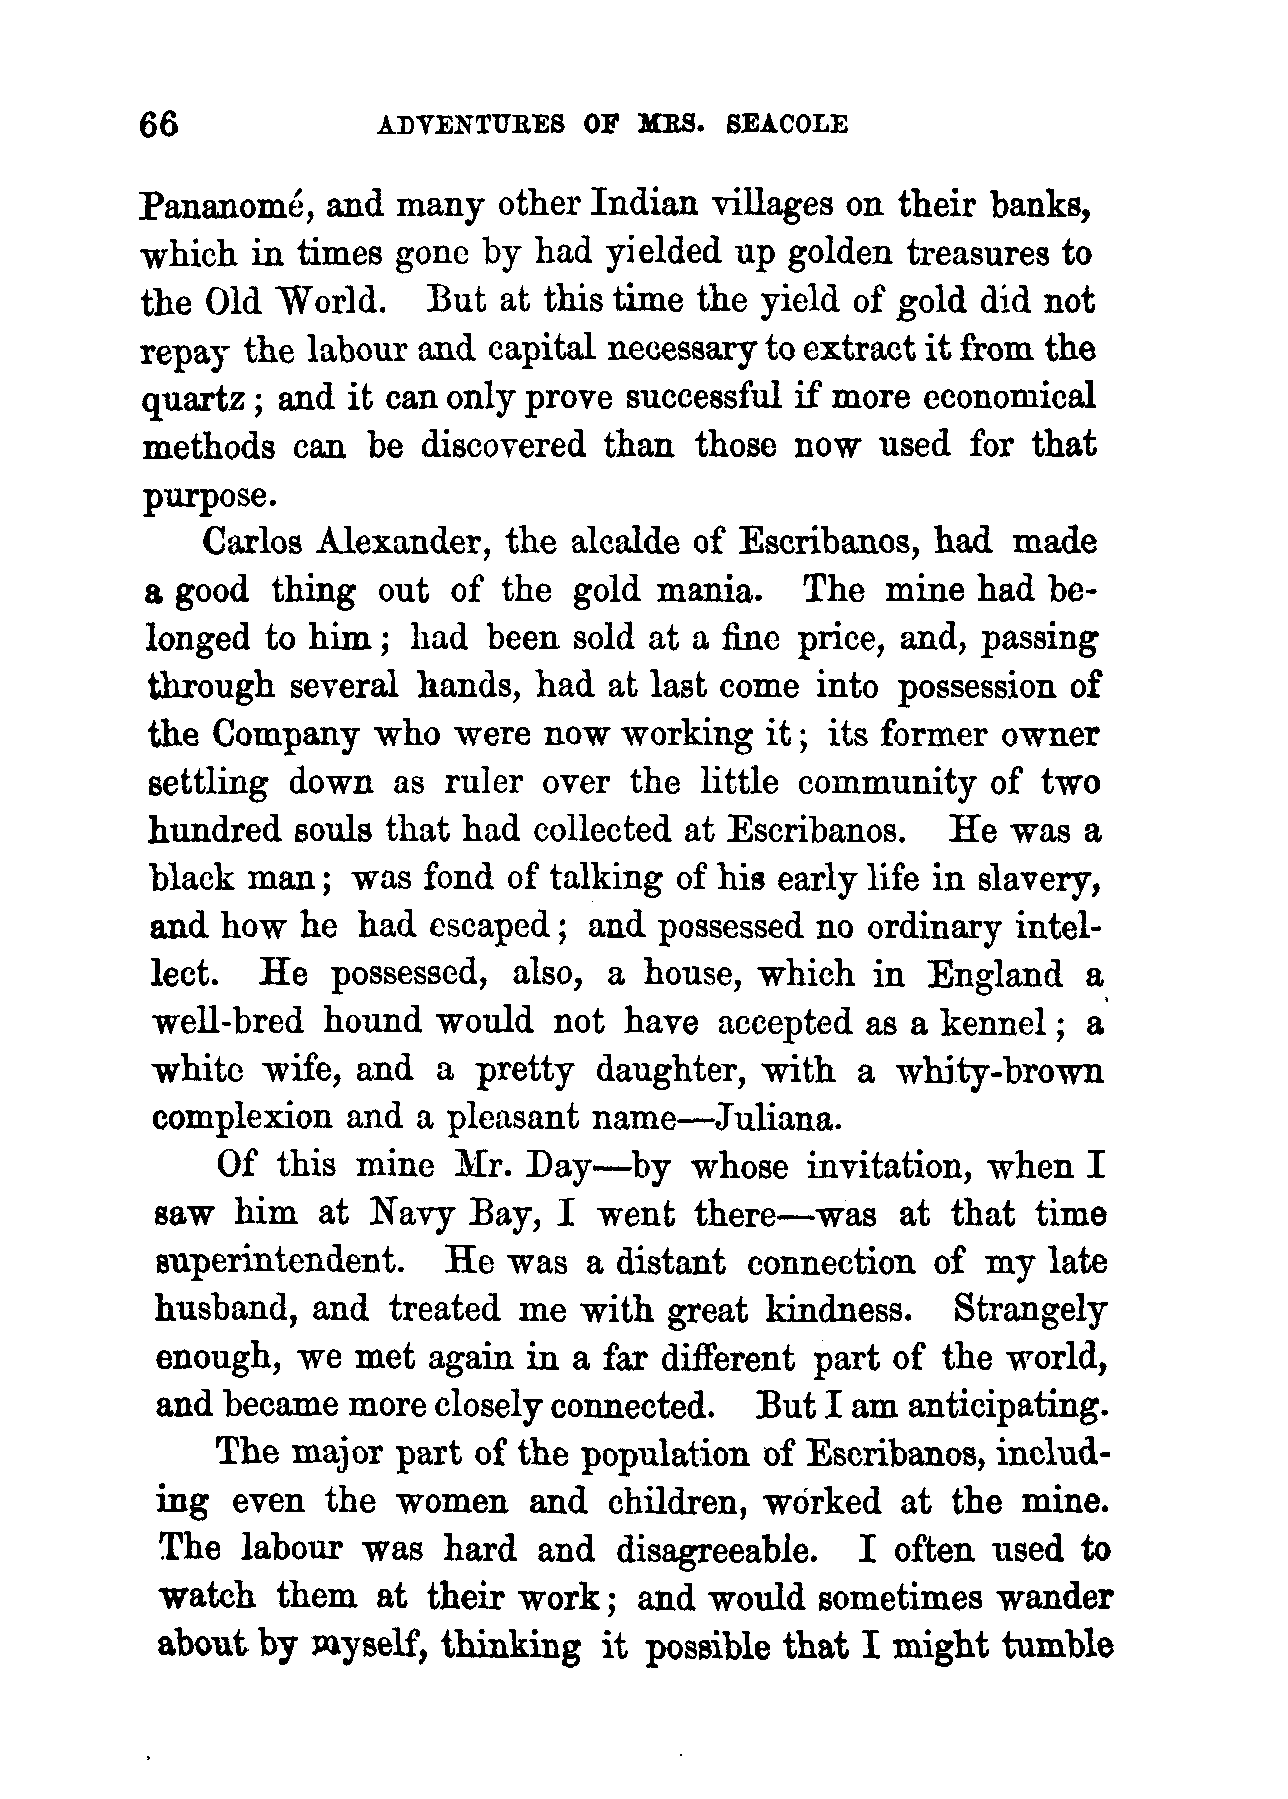 66 ADVENTURES OF MRS. SEACOLE
Pananomé, and many other Indian villages on their banks,
which in times gone by had yielded up golden treasures to
the Old World. But at this time the yield of gold did not
repay the labour and capital necessary to extract it from the
quartz; and it can only prove successful if more economical
methods can be discovered than those now used for that
purpose.
Carlos Alexander, the alcalde of Escribanos, had made
a good thing out of the gold mania. The mine had be-
longed to him; had been sold at a fine price, and, passing
through several hands, had at last come into possession of
the Company who were now working it; its former owner
settling down as ruler over the little community of two
hundred souls that had collected at Escribanos. He was a
black man; was fond of talking of his early life in slavery,
and how he had escaped; and possessed no ordinary intel-
lect. He possessed, also, a house, which in England a
well-bred hound would not have accepted as a kennel; a
white wife, and a pretty daughter, with a whity-brown
complexion and a pleasant name—Juliana.
Of this mine Mr. Day—by whose invitation, when I
saw him at Navy Bay, I went there—was at that time
superintendent. He was a distant connection of my late
husband, and treated me with great kindness. Strangely
enough, we met again in a far different part of the world,
and became more closely connected. But I am anticipating.
The major part of the population of Escribanos, includ-
ing even the women and children, worked at the mine.
The labour was hard and disagreeable. I often used to
watch them at their work; and would sometimes wander
about by myself, thinking it possible that I might tumble